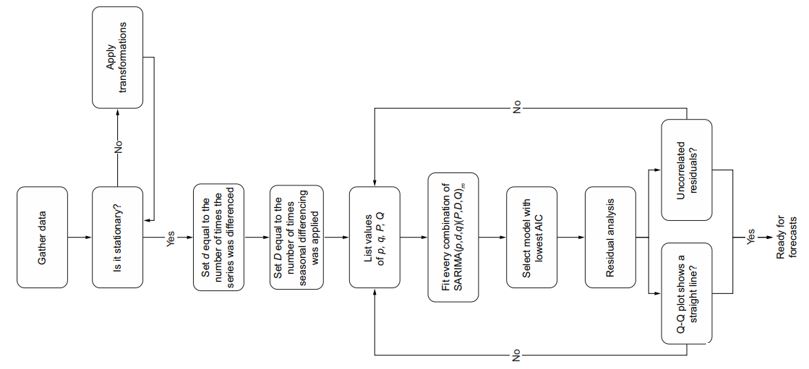 Gather data
Is it stationary?
No
Apply
transformations
Yes
Set d equal to the
number of times the
series was differenced
Set D equal to the
number of times
seasonal differencing
was applied
List values
of p, q, P, Q
Fit every combination of
SARIMA(p,d,q)(P,D,Q)m
Select model with
lowest AIC
Residual analysis
Q-Q plot shows a
straight line?
Uncorrelated
residuals?
No
No
Yes
Ready for
forecasts